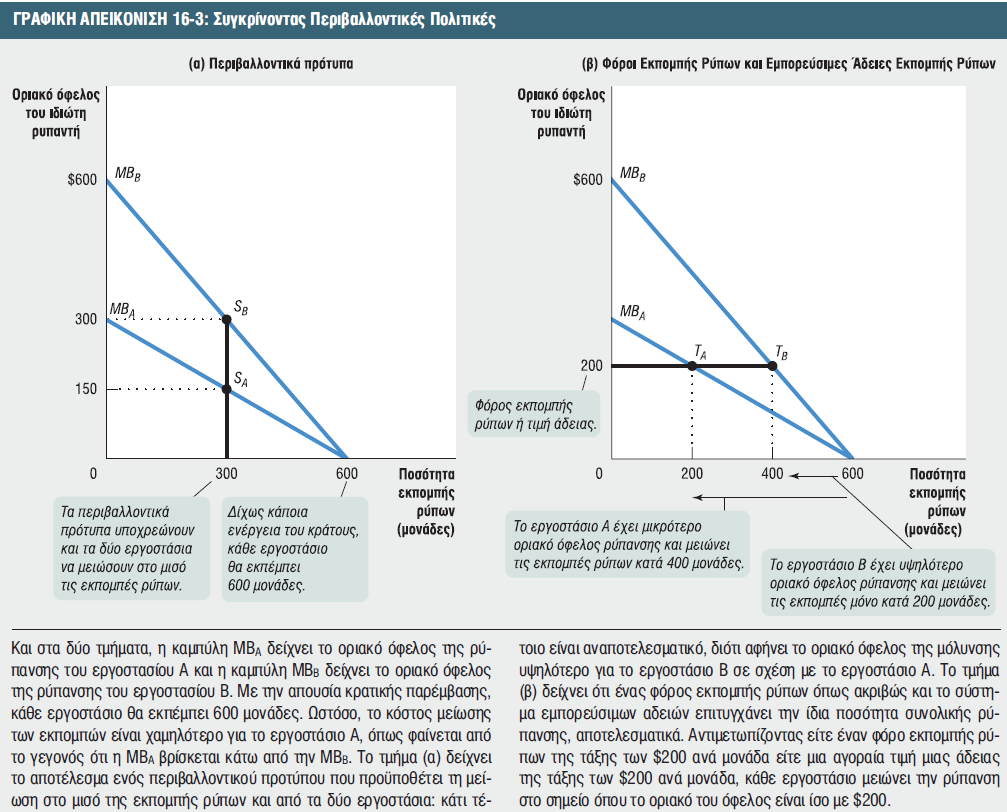 ΓΡΑΦΙΚΗ ΑΠΕΙΚΟΝΙΣΗ 16-3: Συγκρίνοντας Περιβαλλοντικές Πολιτικές
(α) Περιβαλλοντικά πρότυπα
Οριακό όφελος
του ιδιώτη
ρυπαντή
$600
MB_B
300
MB_A
S_B
150
S_A
0
300
600
Ποσότητα
εκπομπής
ρύπων
(μονάδες)
Τα περιβαλλοντικά
πρότυπα υποχρεώνουν
και τα δύο εργοστάσια
να μειώσουν στο μισό
τις εκπομπές ρύπων.
Δίχως κάποια
ενέργεια του κράτους,
κάθε εργοστάσιο
θα εκπέμπει
600 μονάδες.
(β) Φόροι Εκπομπής Ρύπων και Εμπορεύσιμες Άδειες Εκπομπής Ρύπων
Οριακό όφελος
του ιδιώτη
ρυπαντή
$600
MB_B
MB_A
200
T_A
T_B
Φόρος εκπομπής
ρύπων ή τιμή άδειας.
0
200
400
600
Ποσότητα
εκπομπής
ρύπων
(μονάδες)
Το εργοστάσιο Α έχει μικρότερο
οριακό όφελος ρύπανσης και μειώνει
τις εκπομπές ρύπων κατά 400 μονάδες.
Το εργοστάσιο Β έχει υψηλότερο
οριακό όφελος ρύπανσης και μειώνει
τις εκπομπές μόνο κατά 200 μονάδες.
Και στα δύο τμήματα, η καμπύλη MB_A δείχνει το οριακό όφελος της ρύ-
πανσης του εργοστασίου Α και η καμπύλη MB_B δείχνει το οριακό όφελος
της ρύπανσης του εργοστασίου Β. Με την απουσία κρατικής παρέμβασης,
κάθε εργοστάσιο θα εκπέμπει 600 μονάδες. Ωστόσο, το κόστος μείωσης
των εκπομπών είναι χαμηλότερο για το εργοστάσιο Α, όπως φαίνεται από
το γεγονός ότι η MB_A βρίσκεται κάτω από την MB_B. Το τμήμα (α) δείχνει
το αποτέλεσμα ενός περιβαλλοντικού προτύπου που προϋποθέτει τη μεί-
ωση στο μισό της εκπομπής ρύπων και από τα δύο εργοστάσια: κάτι τέ-
τοιο είναι αναποτελεσματικό, διότι αφήνει το οριακό όφελος της μόλυνσης
υψηλότερο για το εργοστάσιο Β σε σχέση με το εργοστάσιο Α. Το τμήμα
(β) δείχνει ότι ένας φόρος εκπομπής ρύπων όπως ακριβώς και το σύστη-
μα εμπορεύσιμων αδειών επιτυγχάνει την ίδια ποσότητα συνολικής ρύ-
πανσης, αποτελεσματικά. Αντιμετωπίζοντας είτε έναν φόρο εκπομπής ρύ-
πων της τάξης των $200 ανά μονάδα είτε μια αγοραία τιμή μιας άδειας
της τάξης των $200 ανά μονάδα, κάθε εργοστάσιο μειώνει την ρύπανση
στο σημείο όπου το οριακό του όφελος είναι ίσο με $200.